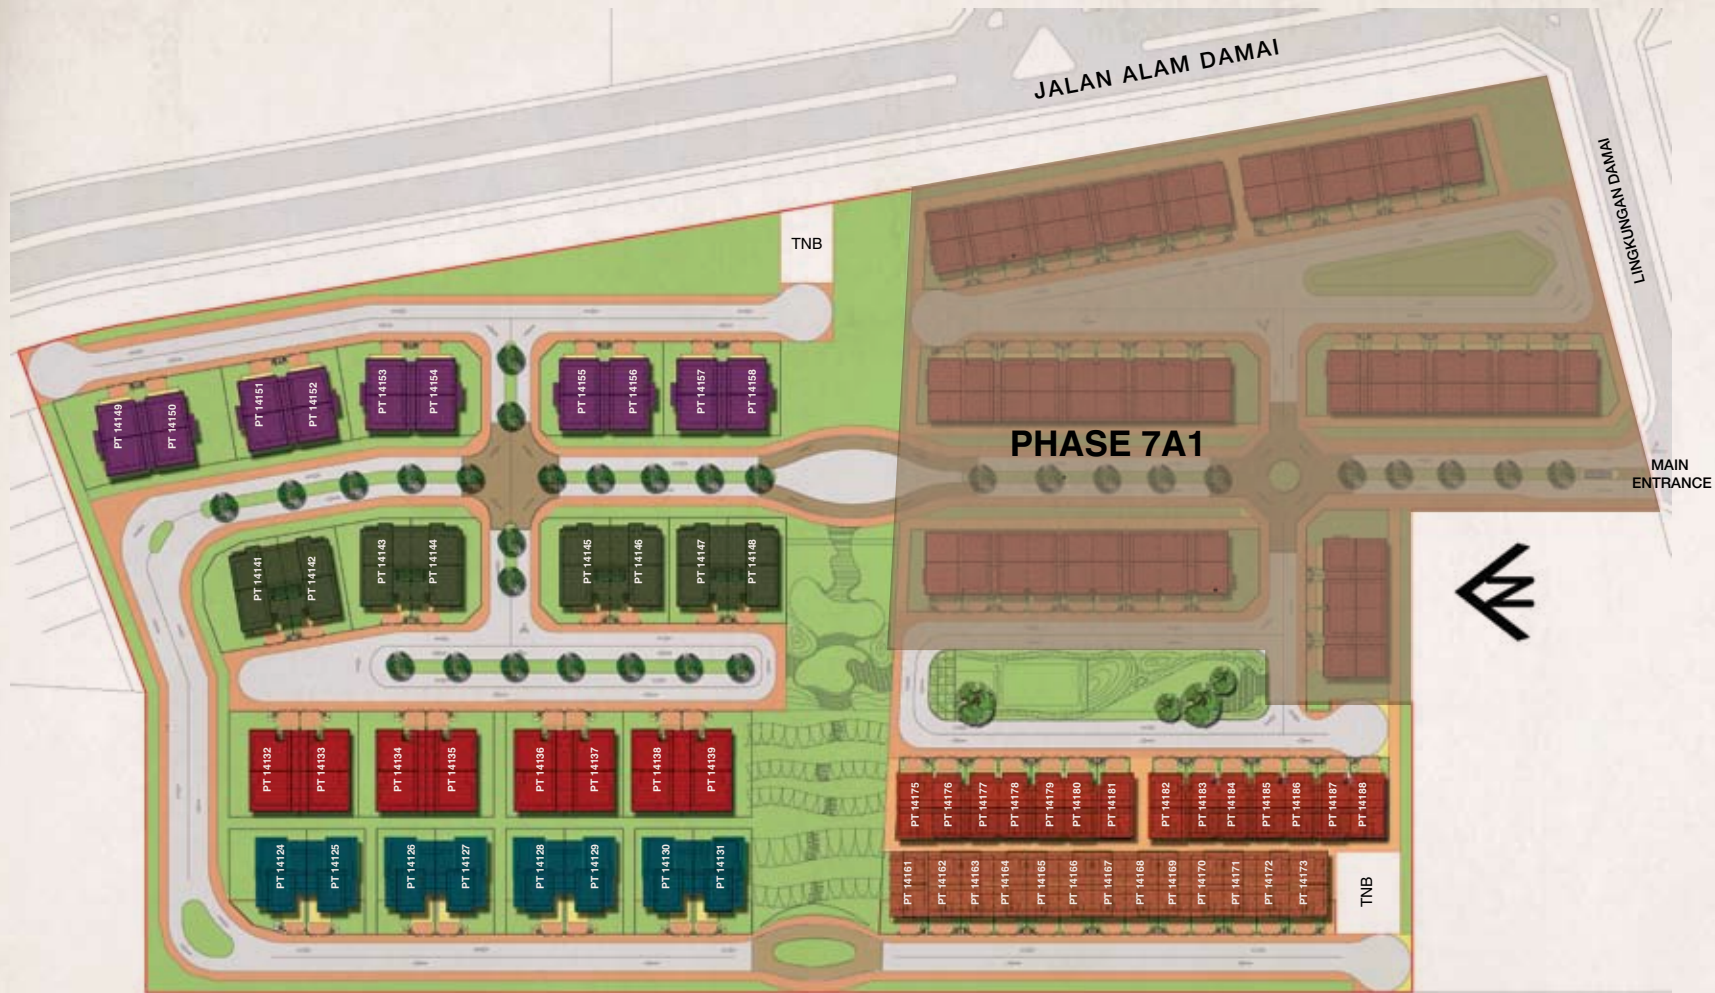 JALAN ALAM DAMAI
LINGKUNGAN DAMAI
TNB
PHASE 7A1
MAIN
ENTRANCE
PT 14149
PT 14150
PT 14151
PT 14152
PT 14153
PT 14154
PT 14155
PT 14156
PT 14157
PT 14158
PT 14141
PT 14142
PT 14143
PT 14144
PT 14145
PT 14146
PT 14147
PT 14148
N
PT 14132
PT 14133
PT 14134
PT 14135
PT 14136
PT 14137
PT 14138
PT 14139
PT 14175
PT 14176
PT 14177
PT 14178
PT 14179
PT 14180
PT 14181
PT 14182
PT 14183
PT 14184
PT 14185
PT 14186
PT 14187
PT 14188
PT 14124
PT 14125
PT 14126
PT 14127
PT 14128
PT 14129
PT 14130
PT 14131
PT 14161
PT 14162
PT 14163
PT 14164
PT 14165
PT 14166
PT 14167
PT 14168
PT 14169
PT 14170
PT 14171
PT 14172
PT 14173
TNB